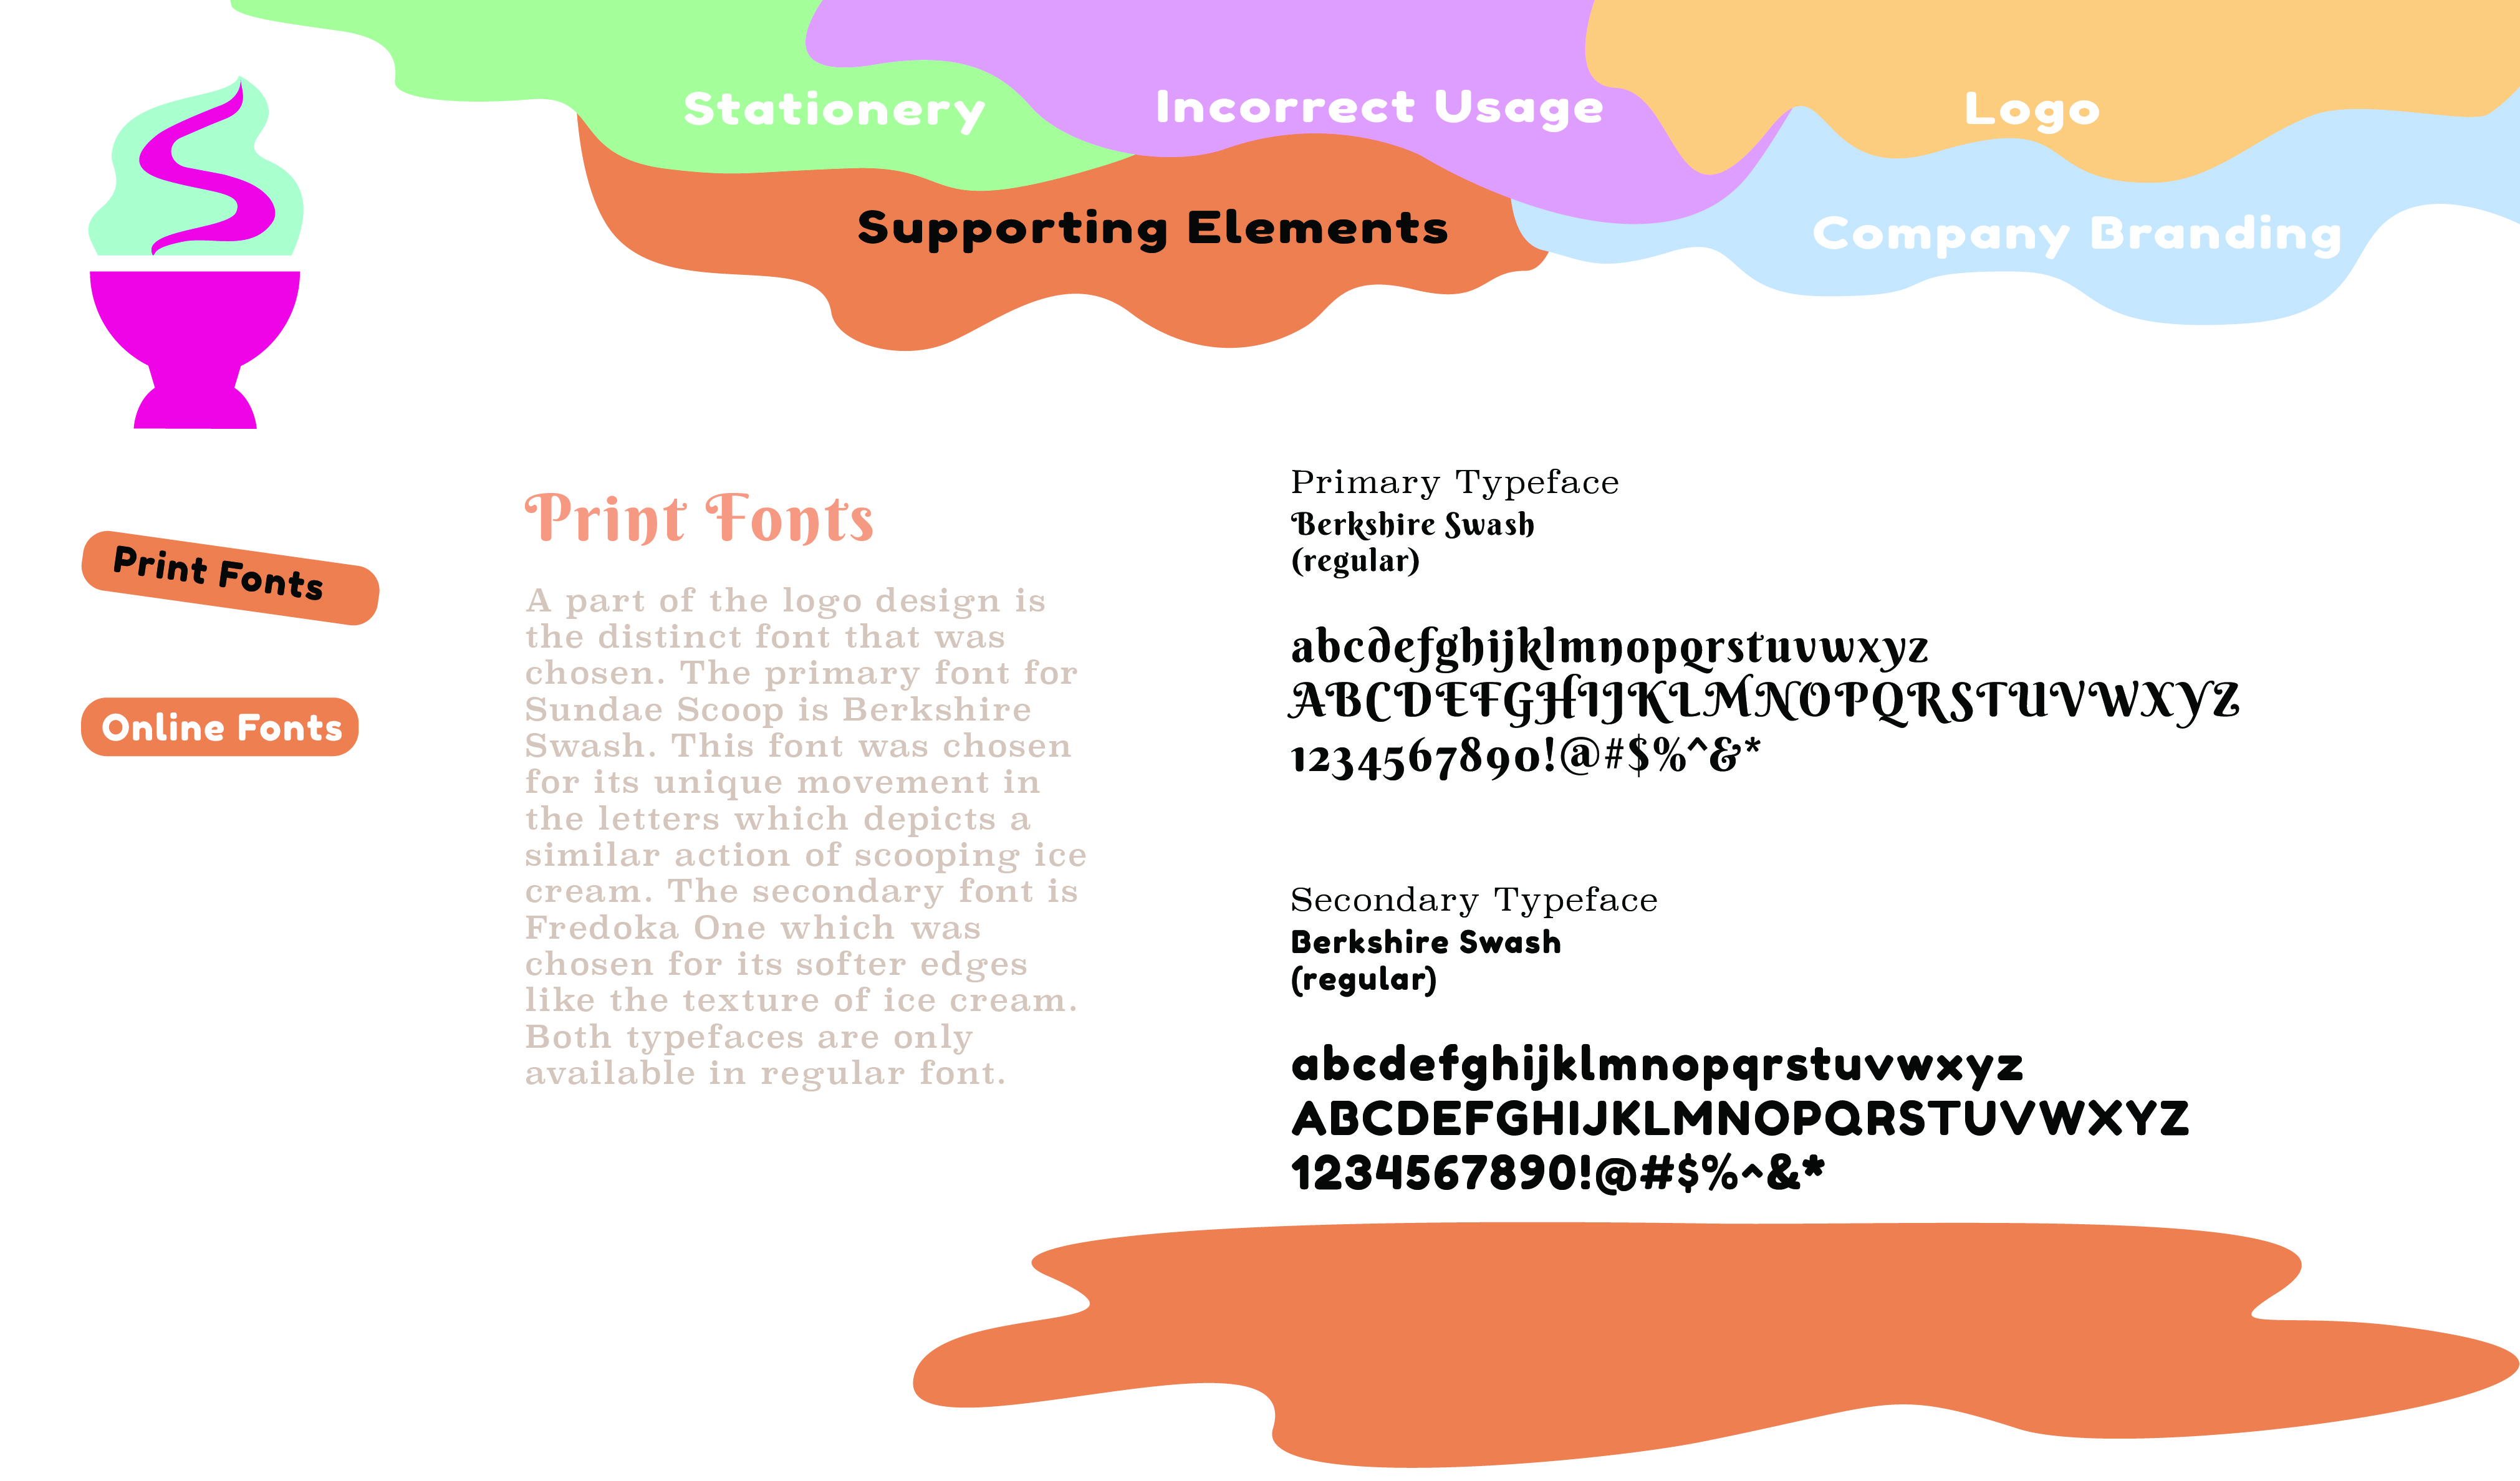 Stationery
Incorrect Usage
Logo
Supporting Elements
Company Branding
Print Fonts
Online Fonts
Print Fonts
A part of the logo design is
the distinct font that was
chosen. The primary font for
Sundae Scoop is Berkshire
Swash. This font was chosen
for its unique movement in
the letters which depicts a
similar action of scooping ice
cream. The secondary font is
Fredoka One which was
chosen for its softer edges
like the texture of ice cream.
Both typefaces are only
available in regular font.
Primary Typeface
Berkshire Swash
(regular)
abcdefghijklmnopqrstuvwxyz
ABCDEFGHIJKLMNOPQRSTUVWXYZ
1234567890!@#$%^&*
Secondary Typeface
Berkshire Swash
(regular)
abcdefghijklmnopqrstuvwxyz
ABCDEFGHIJKLMNOPQRSTUVWXYZ
1234567890!@#$%^&*